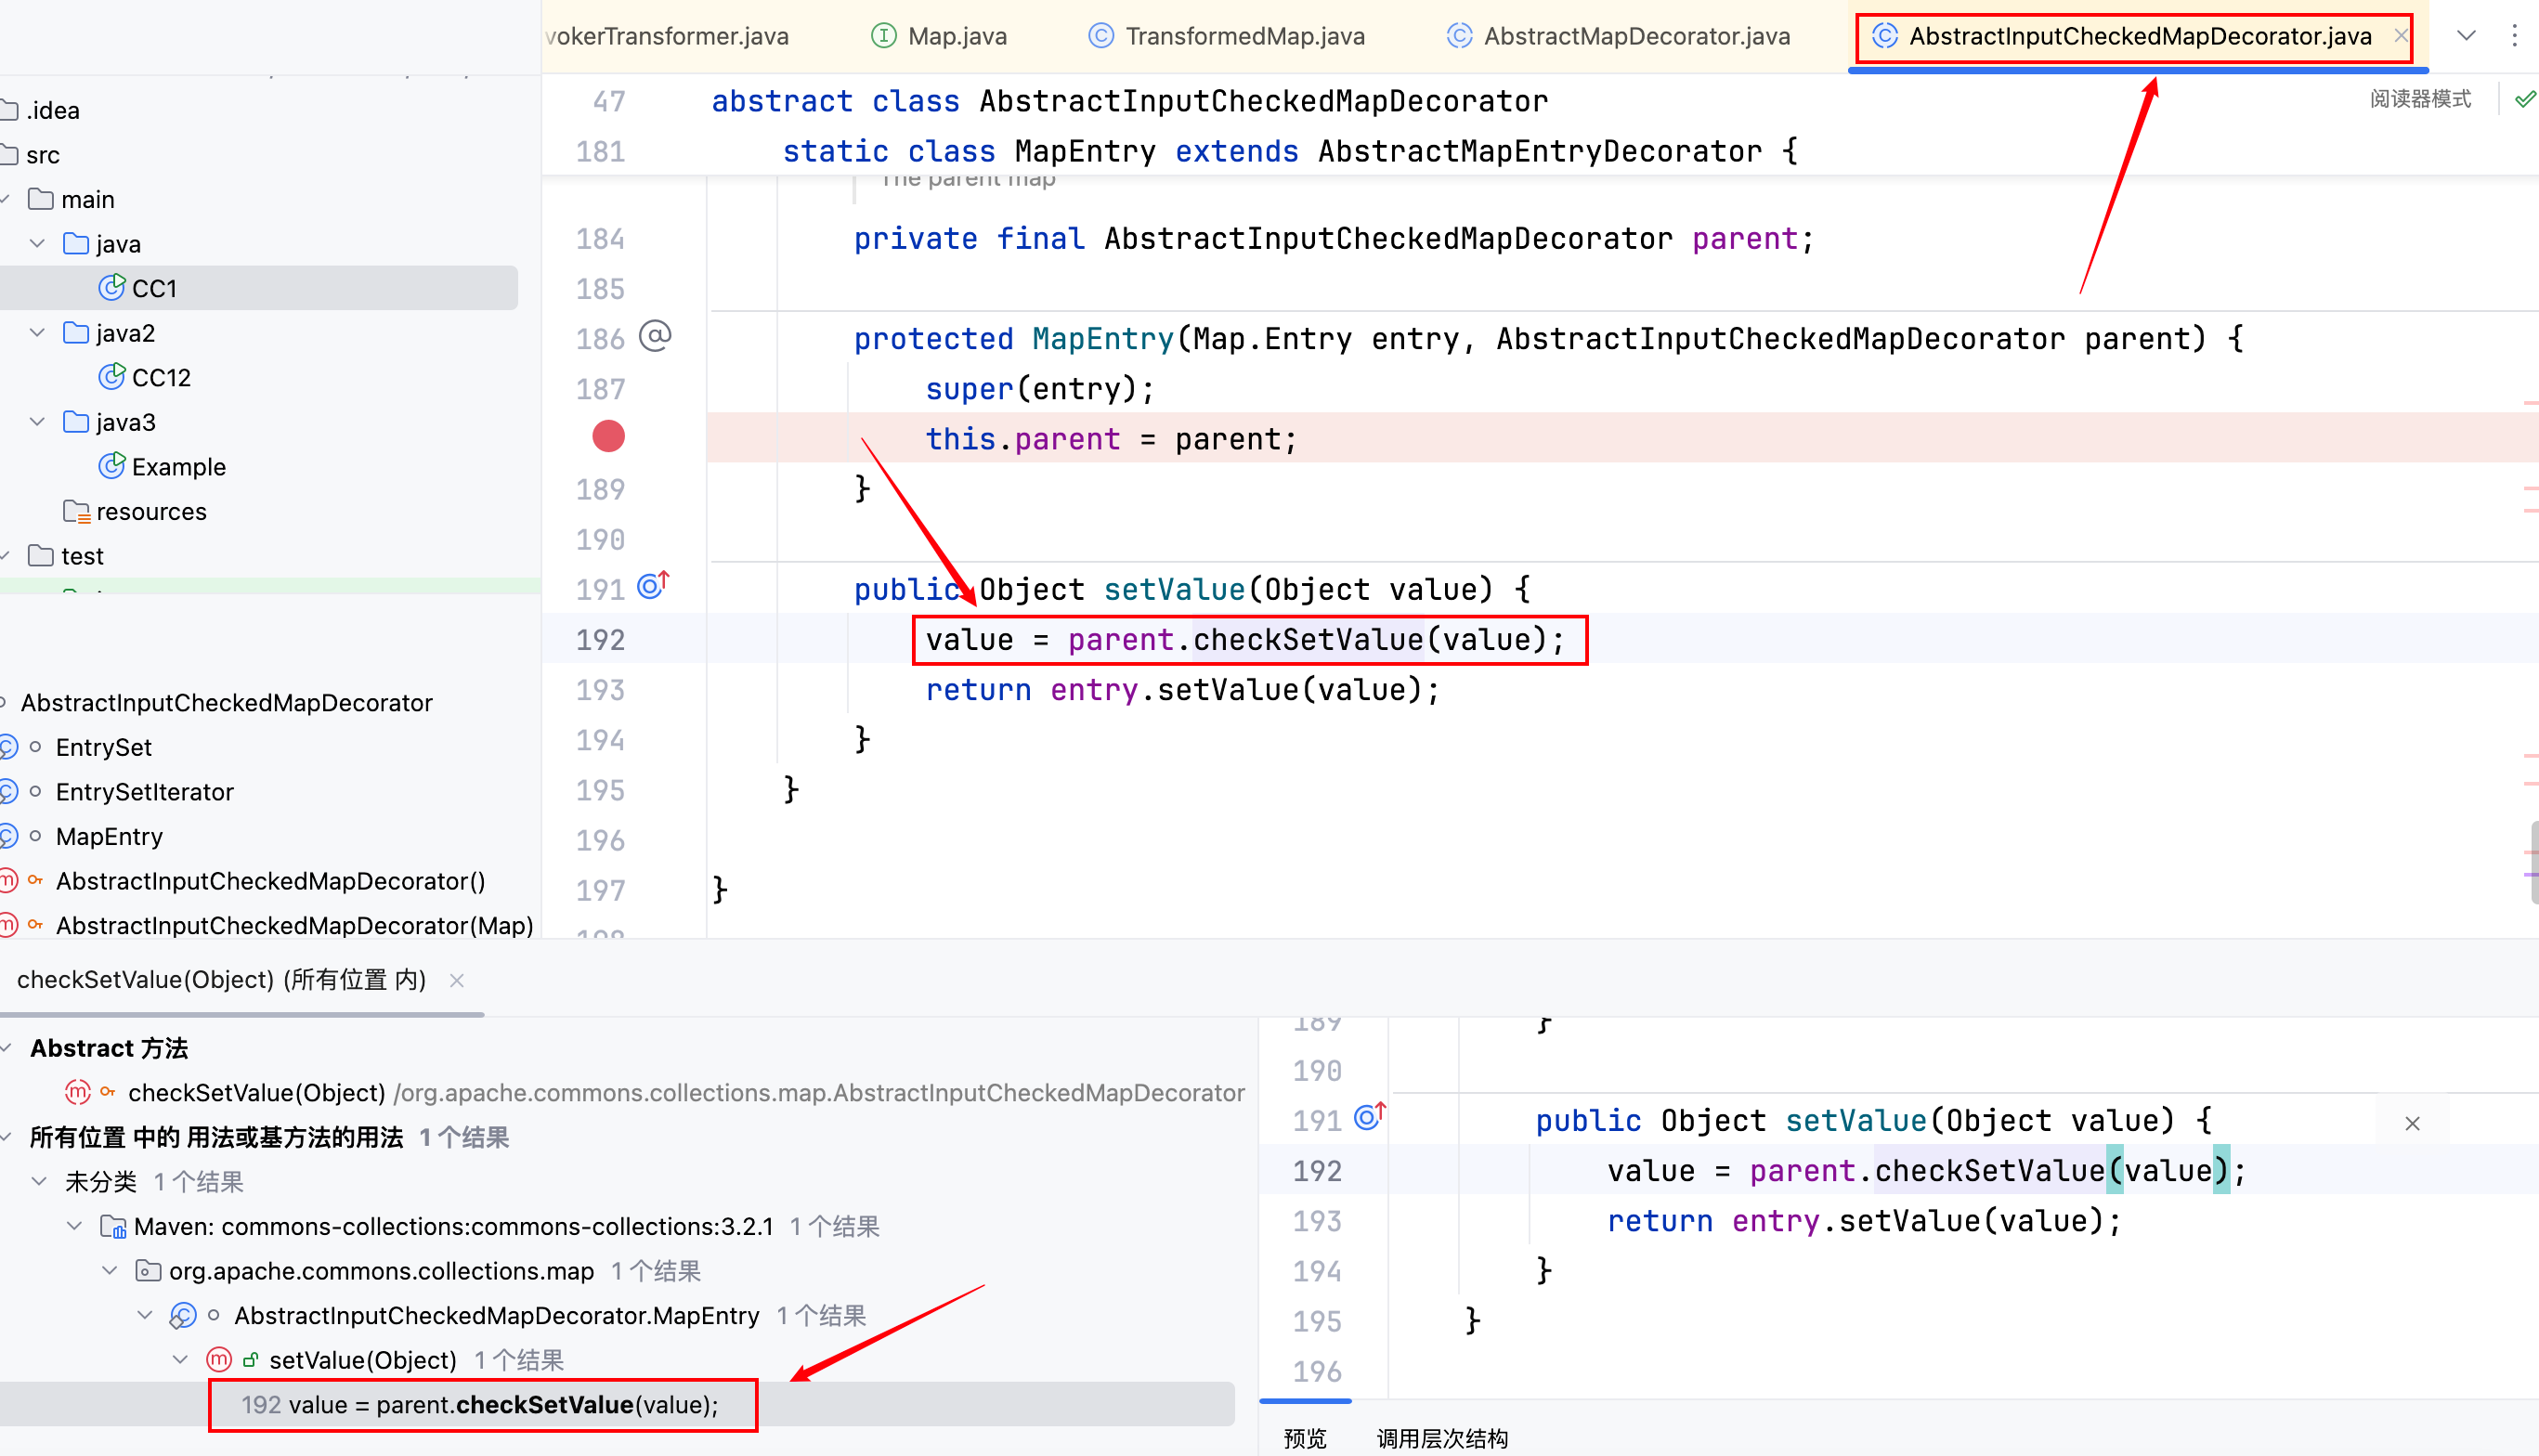 vokerTransformer.java
Map.java
TransformedMap.java
AbstractMapDecorator.java
AbstractInputCheckedMapDecorator.java
.idea
src
main
java
CC1
java2
CC12
java3
Example
resources
test
AbstractInputCheckedMapDecorator
EntrySet
EntrySetIterator
MapEntry
AbstractInputCheckedMapDecorator()
AbstractInputCheckedMapDecorator(Map)
阅读器模式
47 abstract class AbstractInputCheckedMapDecorator
181 static class MapEntry extends AbstractMapEntryDecorator {
The parent map
184 private final AbstractInputCheckedMapDecorator parent;
185
186 protected MapEntry(Map.Entry entry, AbstractInputCheckedMapDecorator parent) {
187 super(entry);
this.parent = parent;
189 }
190
191 public Object setValue(Object value) {
192 value = parent.checkSetValue(value);
193 return entry.setValue(value);
194 }
195 }
196
197 }
198
checkSetValue(Object) (所有位置 内)
Abstract 方法
checkSetValue(Object) /org.apache.commons.collections.map.AbstractInputCheckedMapDecorator
所有位置 中的 用法或基方法的用法 1 个结果
未分类 1 个结果
Maven: commons-collections:commons-collections:3.2.1 1 个结果
org.apache.commons.collections.map 1 个结果
AbstractInputCheckedMapDecorator.MapEntry 1 个结果
setValue(Object) 1 个结果
192 value = parent.checkSetValue(value);
189 }
190
191 public Object setValue(Object value) {
192 value = parent.checkSetValue(value);
193 return entry.setValue(value);
194 }
195 }
196
预览
调用层次结构